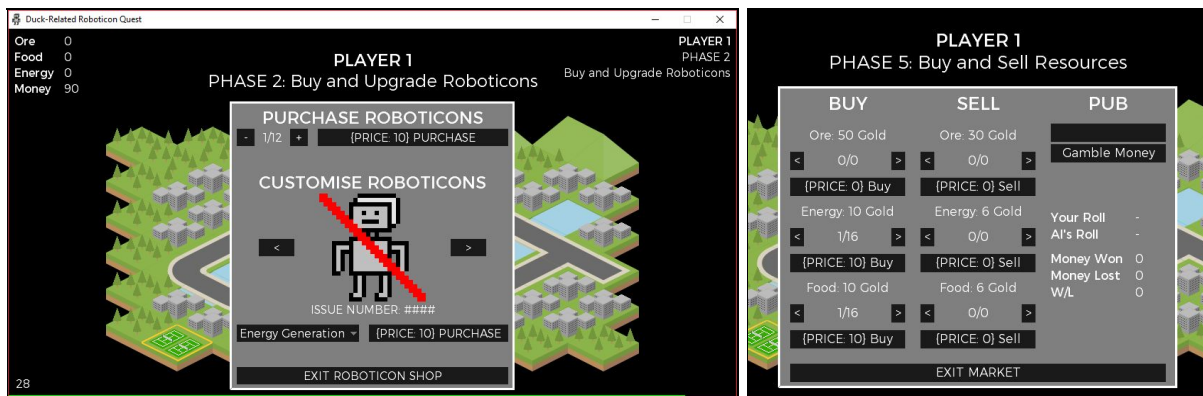 Duck-Related Roboticon Quest
Ore 0
Food 0
Energy 0
Money 90
PLAYER 1
PHASE 2: Buy and Upgrade Roboticons
PLAYER 1
PHASE 2
Buy and Upgrade Roboticons
PURCHASE ROBOTICONS
- 1/12 + {PRICE: 10} PURCHASE
CUSTOMISE ROBOTICONS
< >
ISSUE NUMBER: ####
Energy Generation {PRICE: 10} PURCHASE
EXIT ROBOTICON SHOP
28
PLAYER 1
PHASE 5: Buy and Sell Resources
BUY
Ore: 50 Gold
< 0/0 >
{PRICE: 0} Buy
Energy: 10 Gold
< 1/16 >
{PRICE: 10} Buy
Food: 10 Gold
< 1/16 >
{PRICE: 10} Buy
SELL
Ore: 30 Gold
< 0/0 >
{PRICE: 0} Sell
Energy: 6 Gold
< 0/0 >
{PRICE: 0} Sell
Food: 6 Gold
< 0/0 >
{PRICE: 0} Sell
PUB
Gamble Money
Your Roll -
AI's Roll -
Money Won 0
Money Lost 0
W/L 0
EXIT MARKET